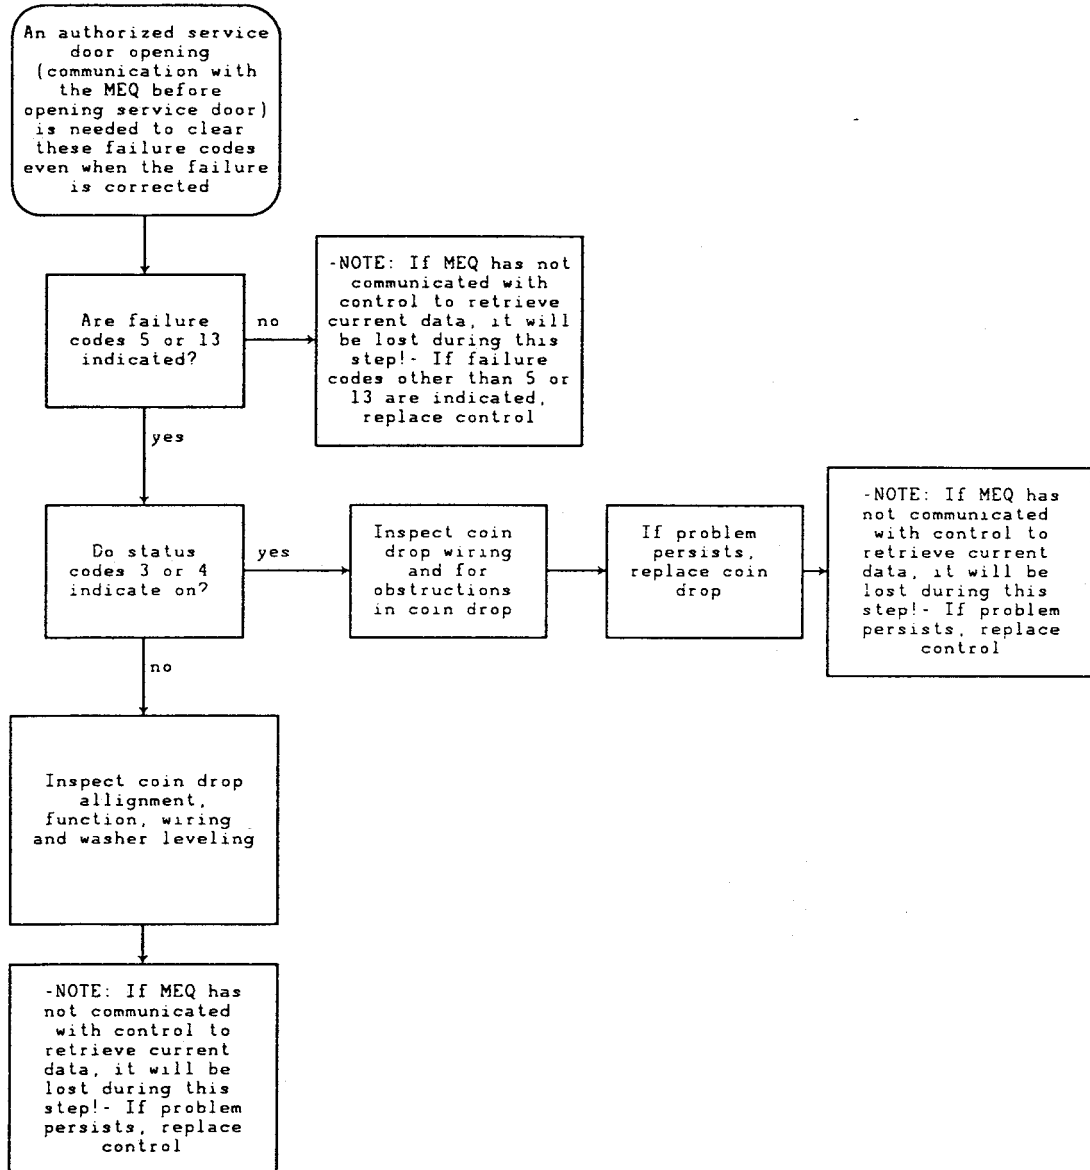 An authorized service
door opening
(communication with
the MEQ before
opening service door)
is needed to clear
these failure codes
even when the failure
is corrected
-NOTE: If MEQ has not
communicated with
control to retrieve
current data, it will
be lost during this
step!- If failure
codes other than 5 or
13 are indicated,
replace control
Are failure
codes 5 or 13
indicated?
no
yes
Do status
codes 3 or 4
indicate on?
yes
Inspect coin
drop wiring
and for
obstructions
in coin drop
If problem
persists,
replace coin
drop
-NOTE: If MEQ has
not communicated
with control to
retrieve current
data, it will be
lost during this
step!- If problem
persists, replace
control
no
Inspect coin drop
allignment,
function, wiring
and washer leveling
-NOTE: If MEQ has
not communicated
with control to
retrieve current
data, it will be
lost during this
step!- If problem
persists, replace
control